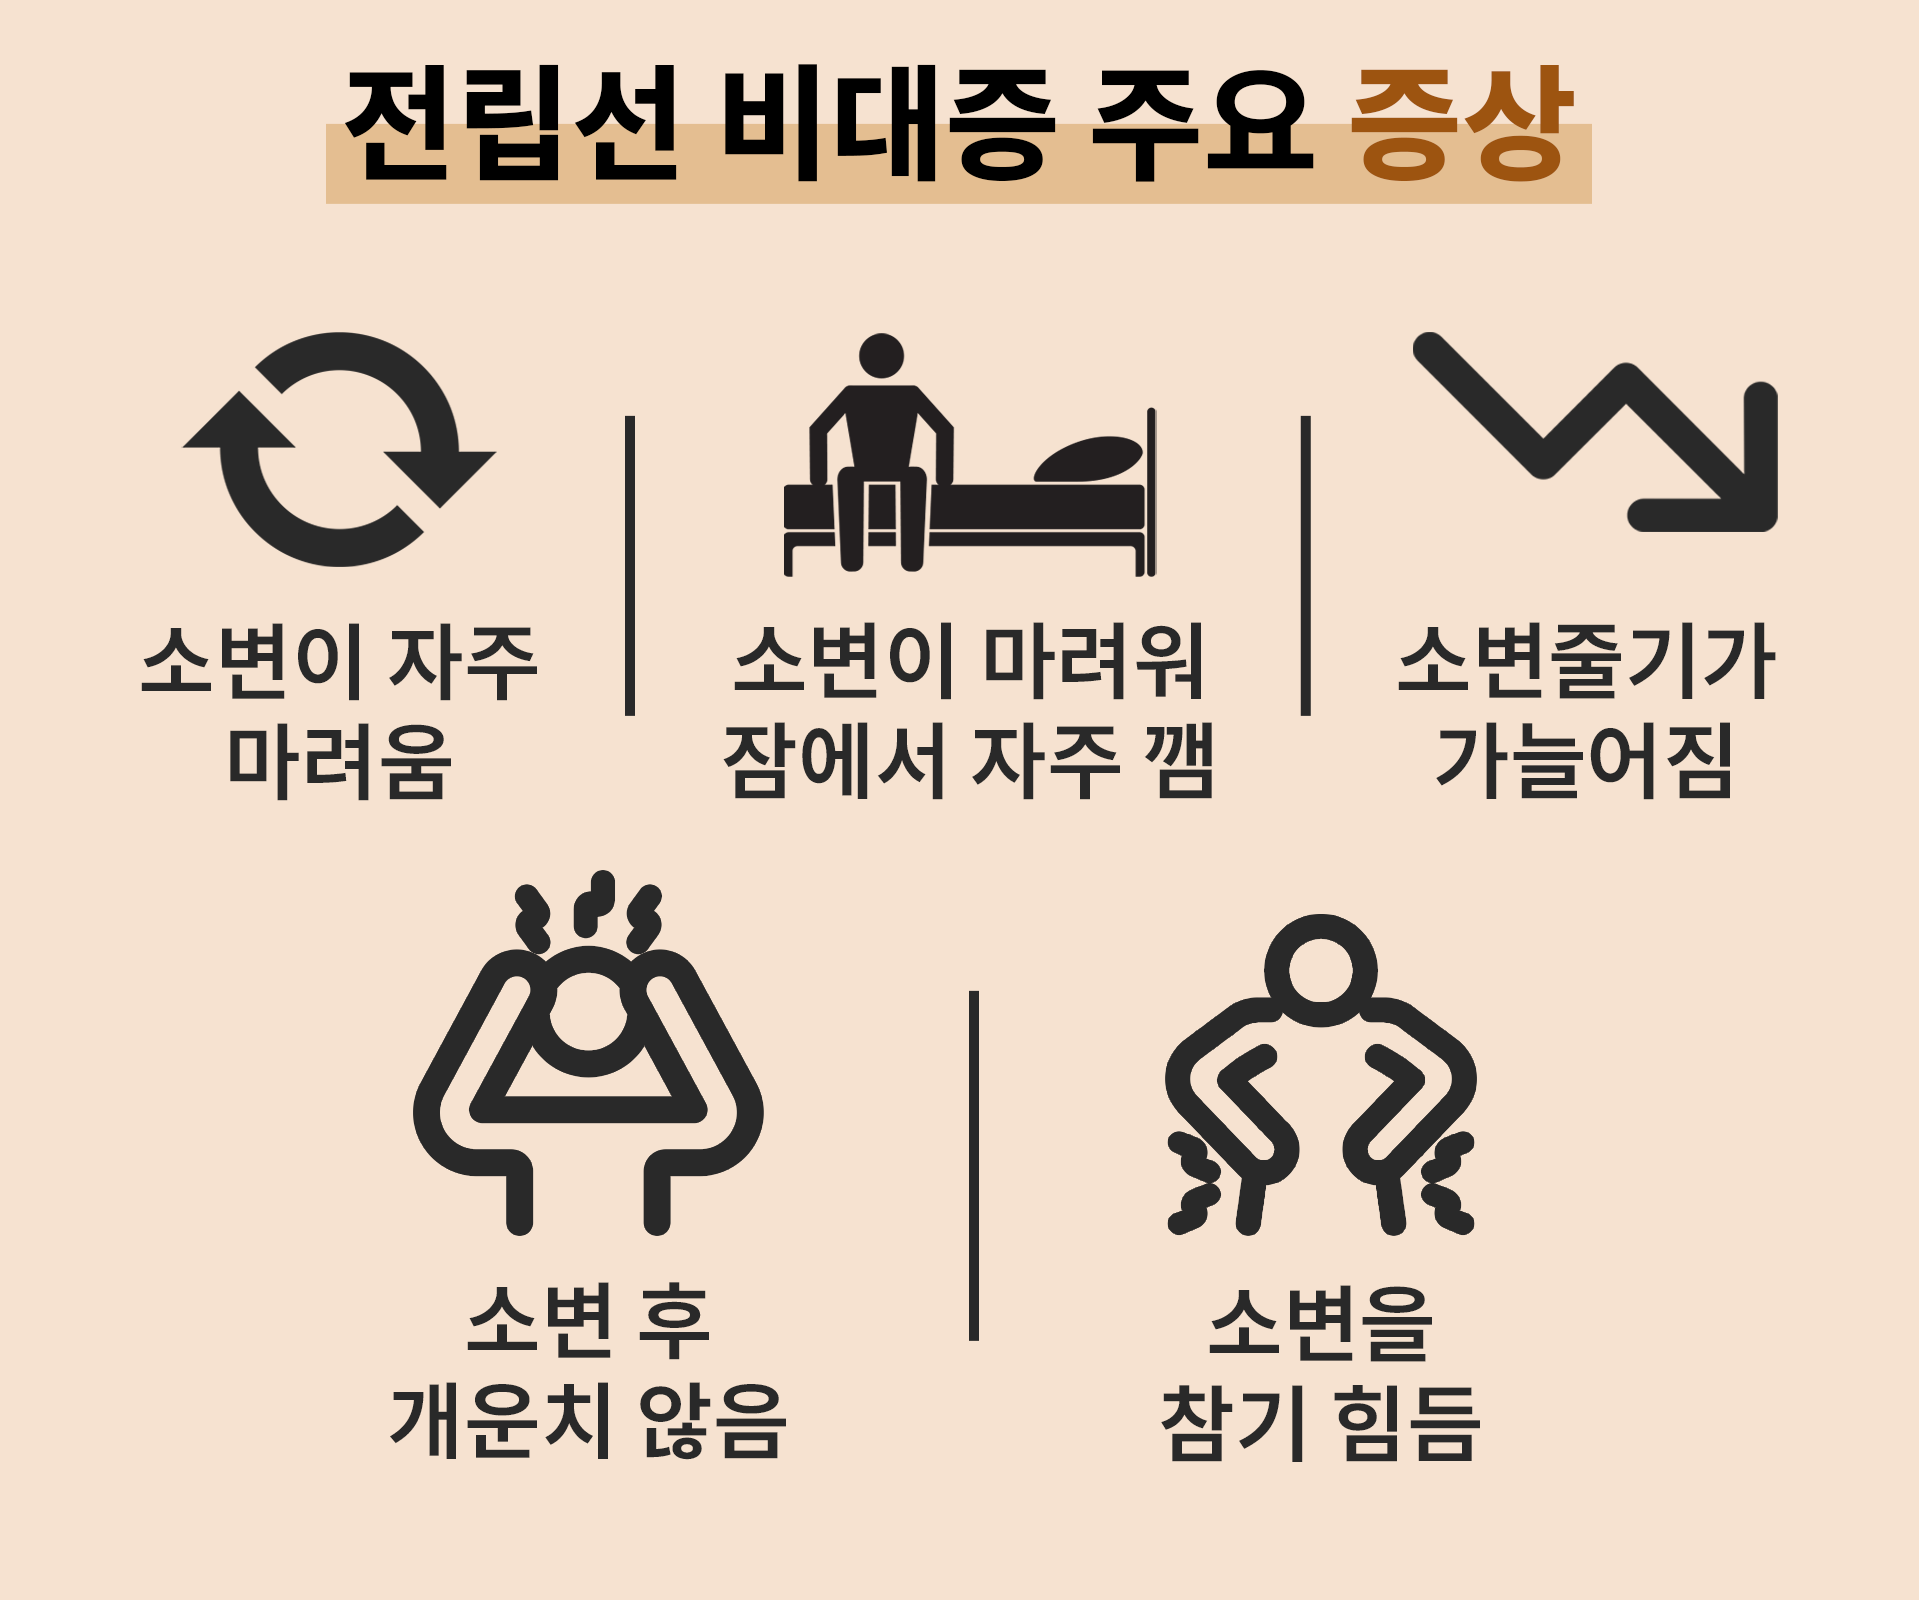 전립선 비대증 주요 증상
소변이 자주
마려움
소변이 마려워
잠에서 자주 깸
소변줄기가
가늘어짐
소변 후
개운치 않음
소변을
참기 힘듬